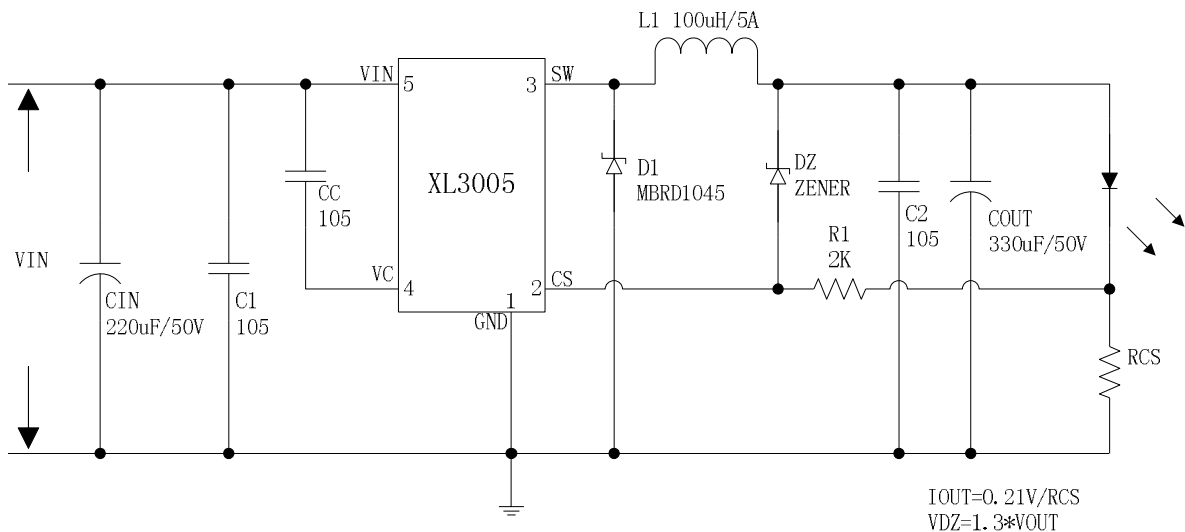 L1 100uH/5A
VIN
5
3
SW
XL3005
CC
105
D1
MBRD1045
DZ
ZENER
C2
105
COUT
330uF/50V
R1
2K
VIN
VC
4
2
CS
1
GND
CIN
220uF/50V
C1
105
RCS
IOUT=0.21V/RCS
VDZ=1.3*VOUT